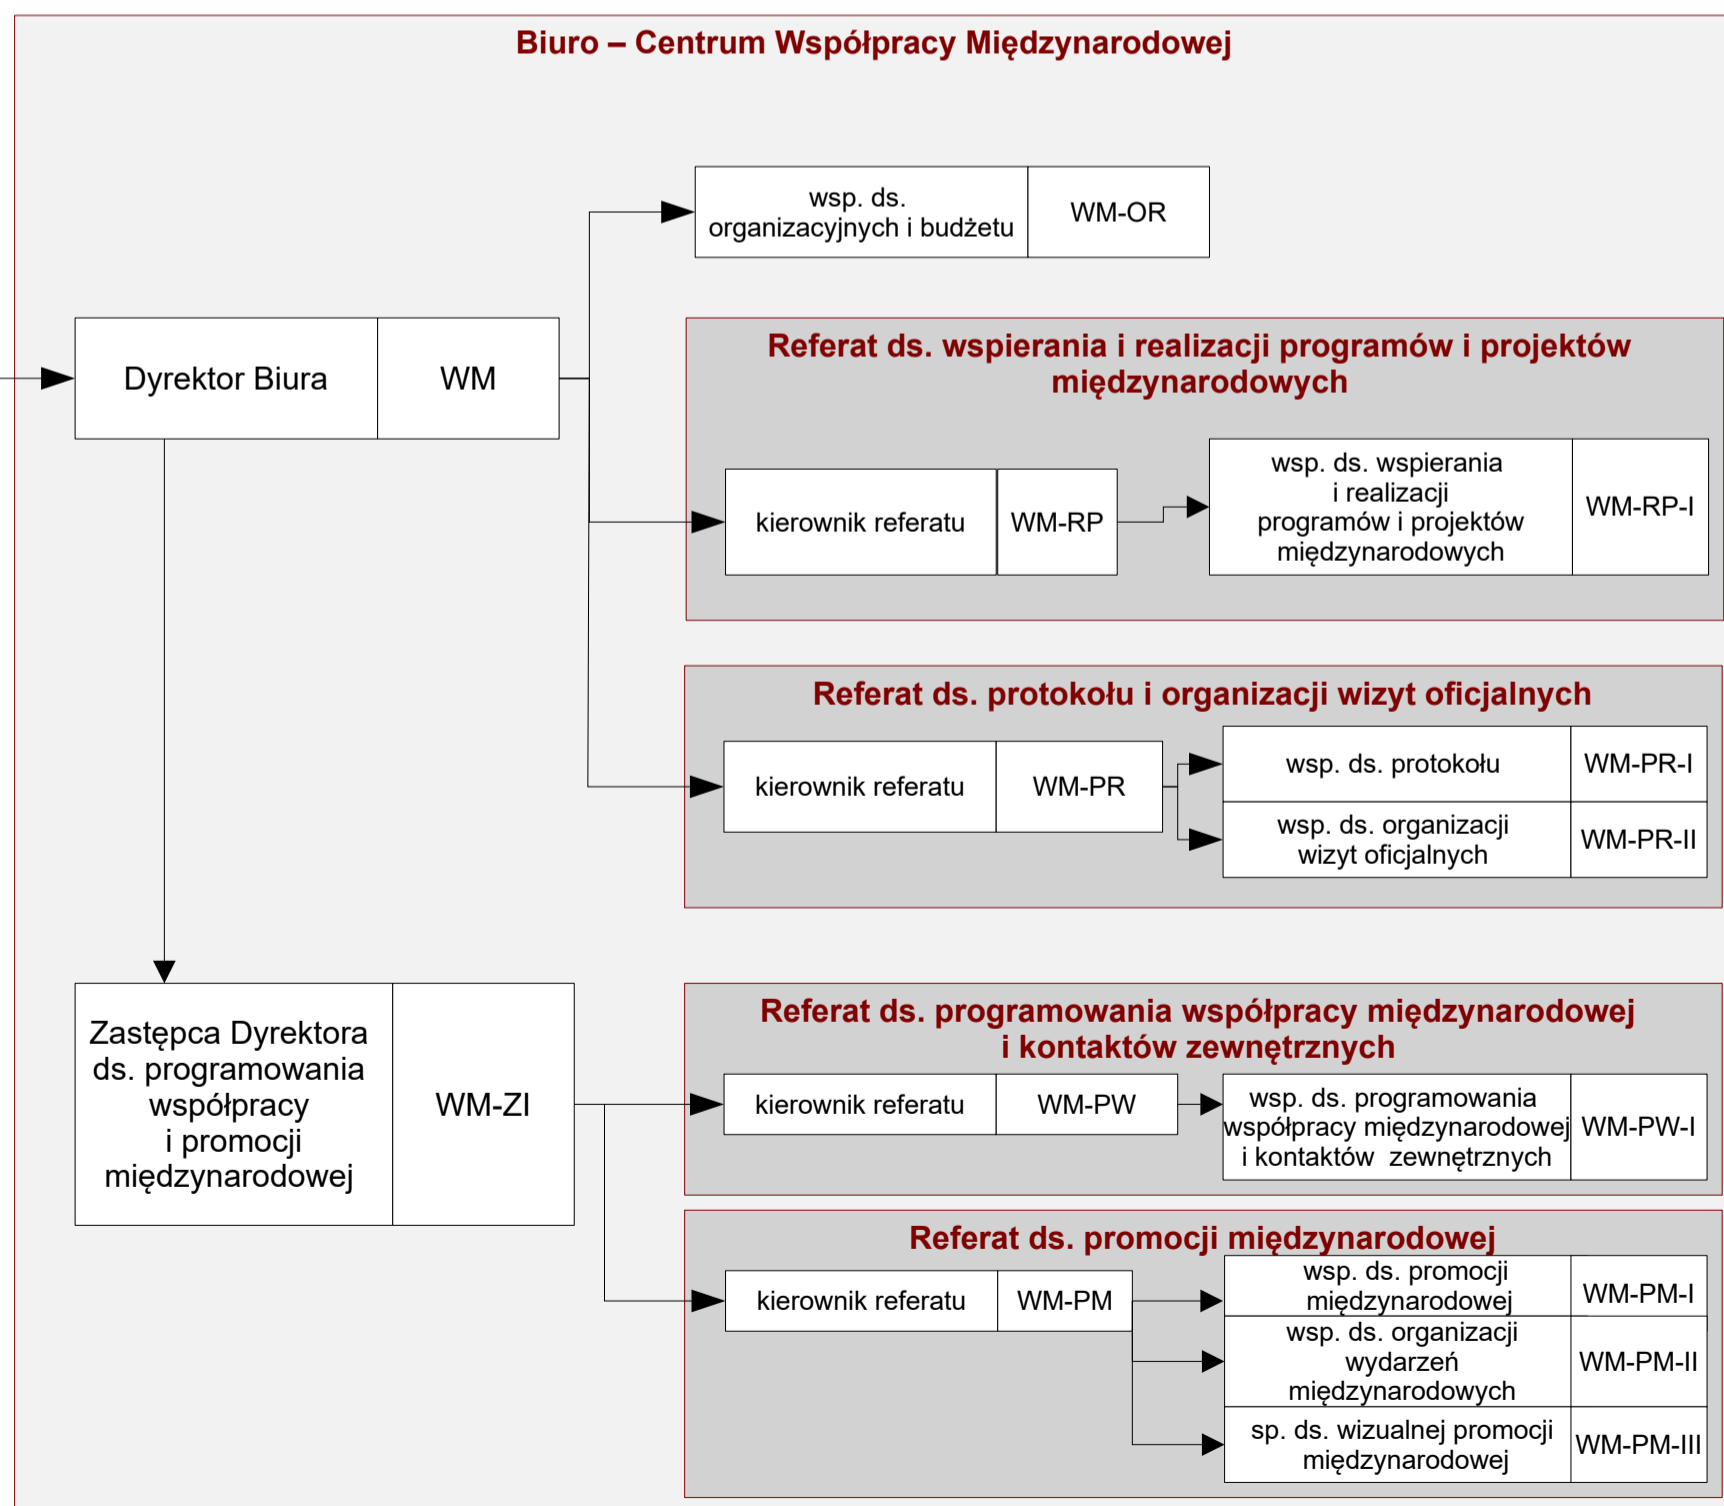 Biuro – Centrum Współpracy Międzynarodowej
wsp. ds.
organizacyjnych i budżetu
WM-OR
Dyrektor Biura
WM
Referat ds. wspierania i realizacji programów i projektów
międzynarodowych
kierownik referatu
WM-RP
wsp. ds. wspierania
i realizacji
programów i projektów
międzynarodowych
WM-RP-I
Referat ds. protokołu i organizacji wizyt oficjalnych
kierownik referatu
WM-PR
wsp. ds. protokołu
WM-PR-I
wsp. ds. organizacji
wizyt oficjalnych
WM-PR-II
Zastępca Dyrektora
ds. programowania
współpracy
i promocji
międzynarodowej
WM-ZI
Referat ds. programowania współpracy międzynarodowej
i kontaktów zewnętrznych
kierownik referatu
WM-PW
wsp. ds. programowania
współpracy międzynarodowej
i kontaktów zewnętrznych
WM-PW-I
Referat ds. promocji międzynarodowej
kierownik referatu
WM-PM
wsp. ds. promocji
międzynarodowej
WM-PM-I
wsp. ds. organizacji
wydarzeń
międzynarodowych
WM-PM-II
sp. ds. wizualnej promocji
międzynarodowej
WM-PM-III